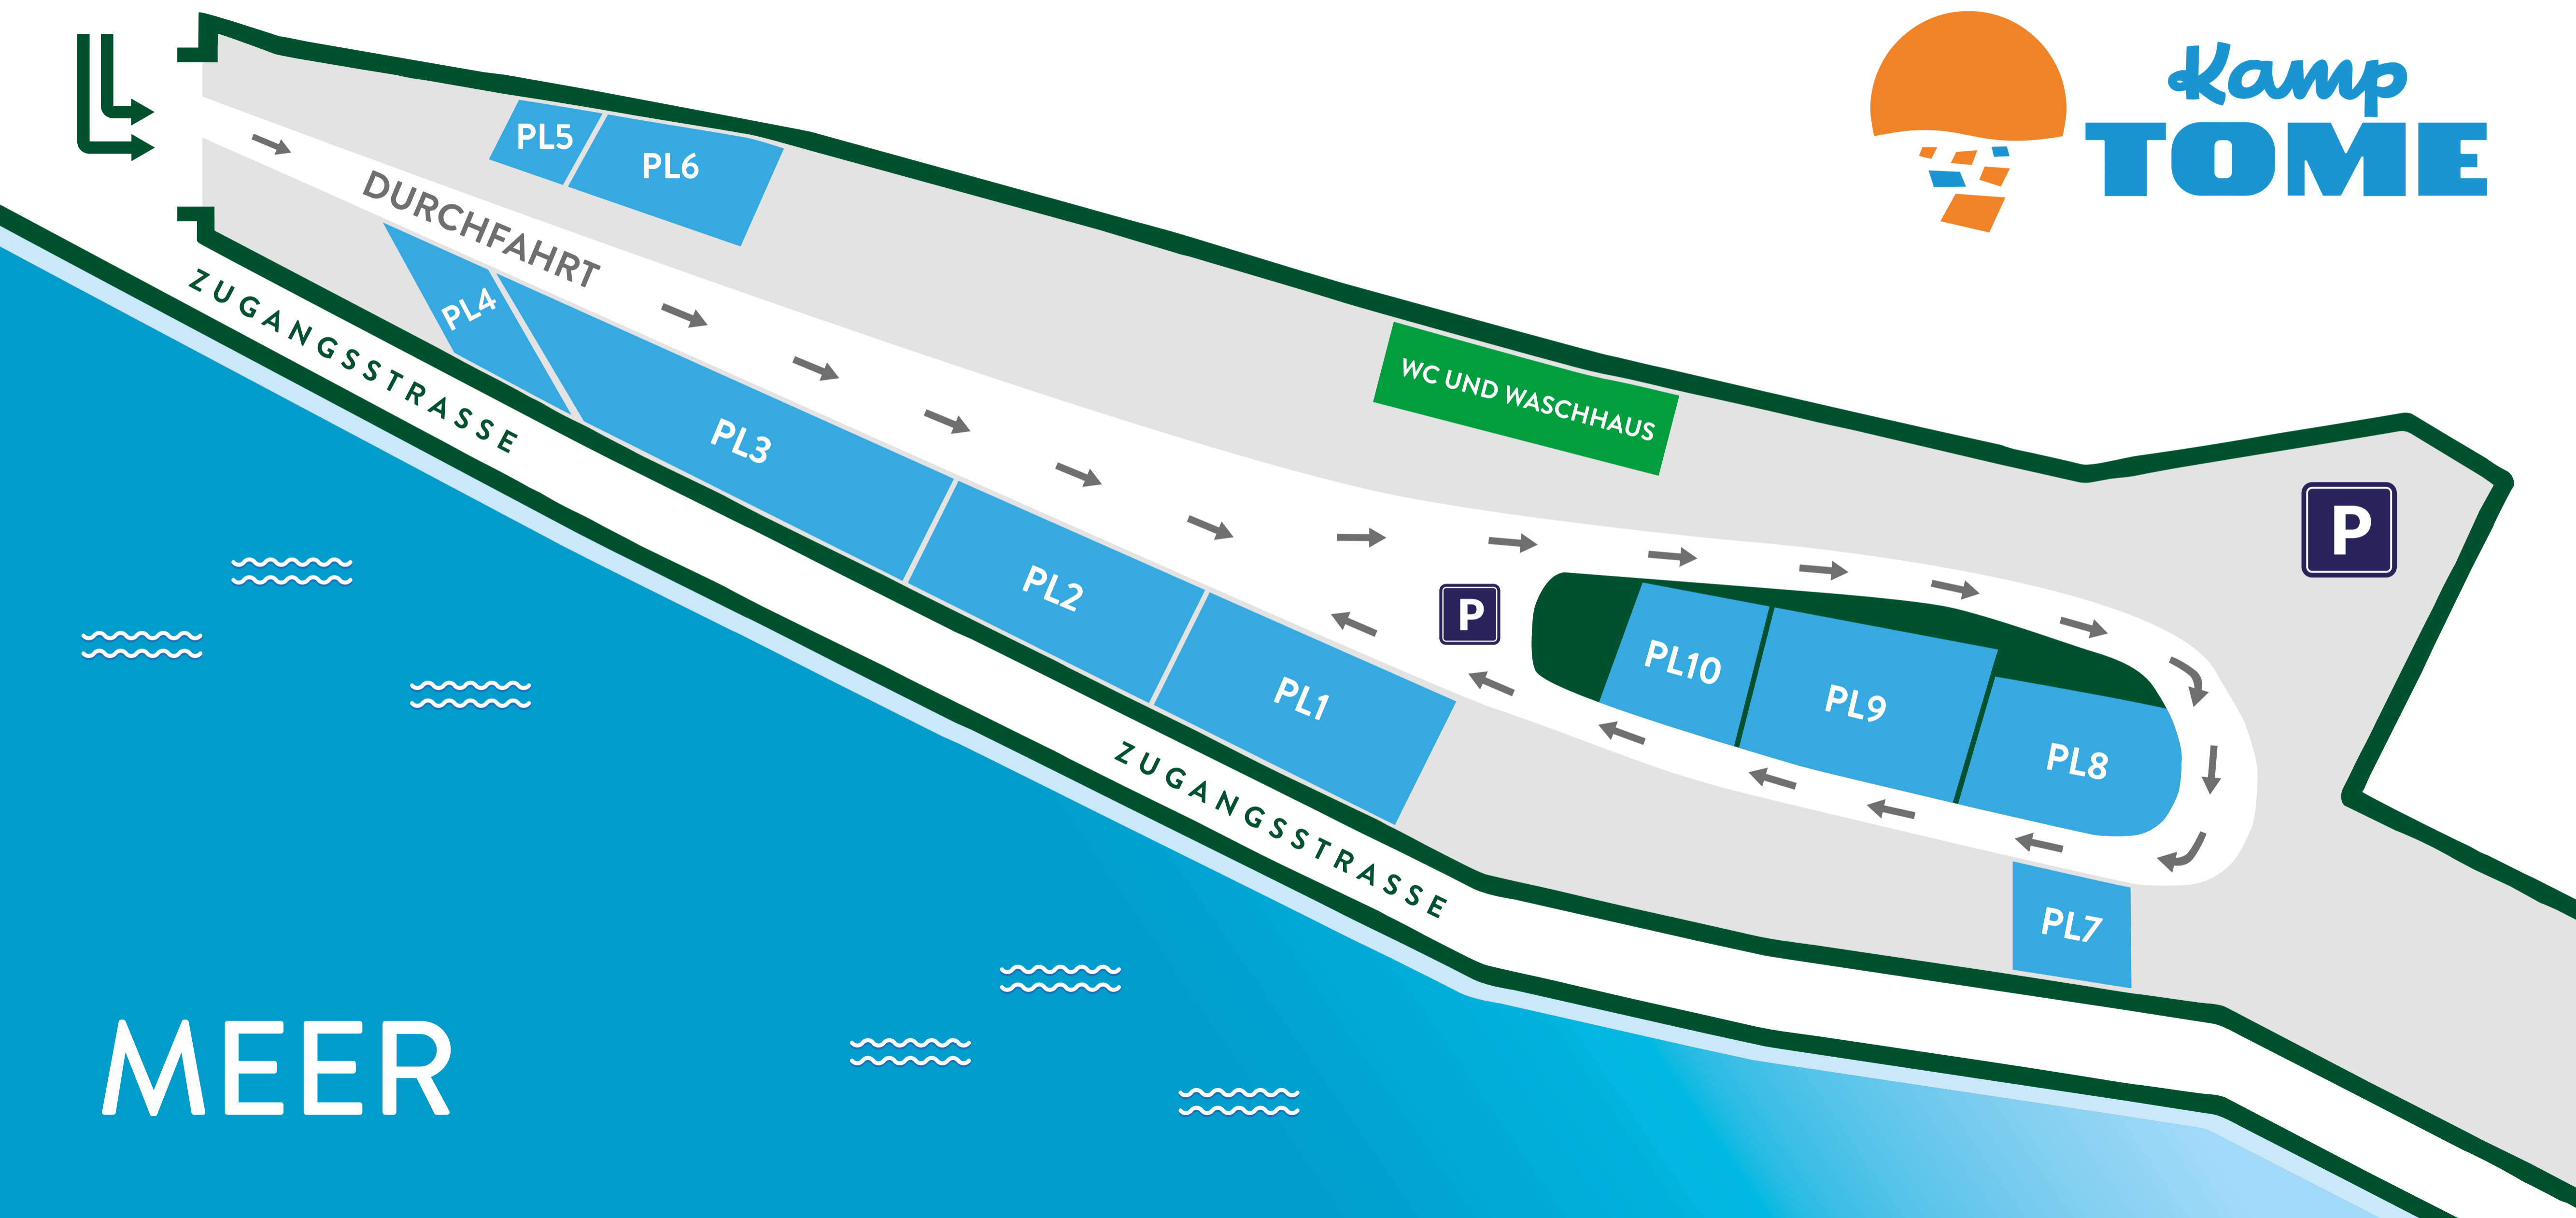 Kamp
TOME
PL5
PL6
DURCHFAHRT
PL4
ZUGANGSSTRASSE
PL3
WC UND WASCHHAUS
P
PL2
P
PL10
PL1
PL9
PL8
ZUGANGSSTRASSE
PL7
MEER